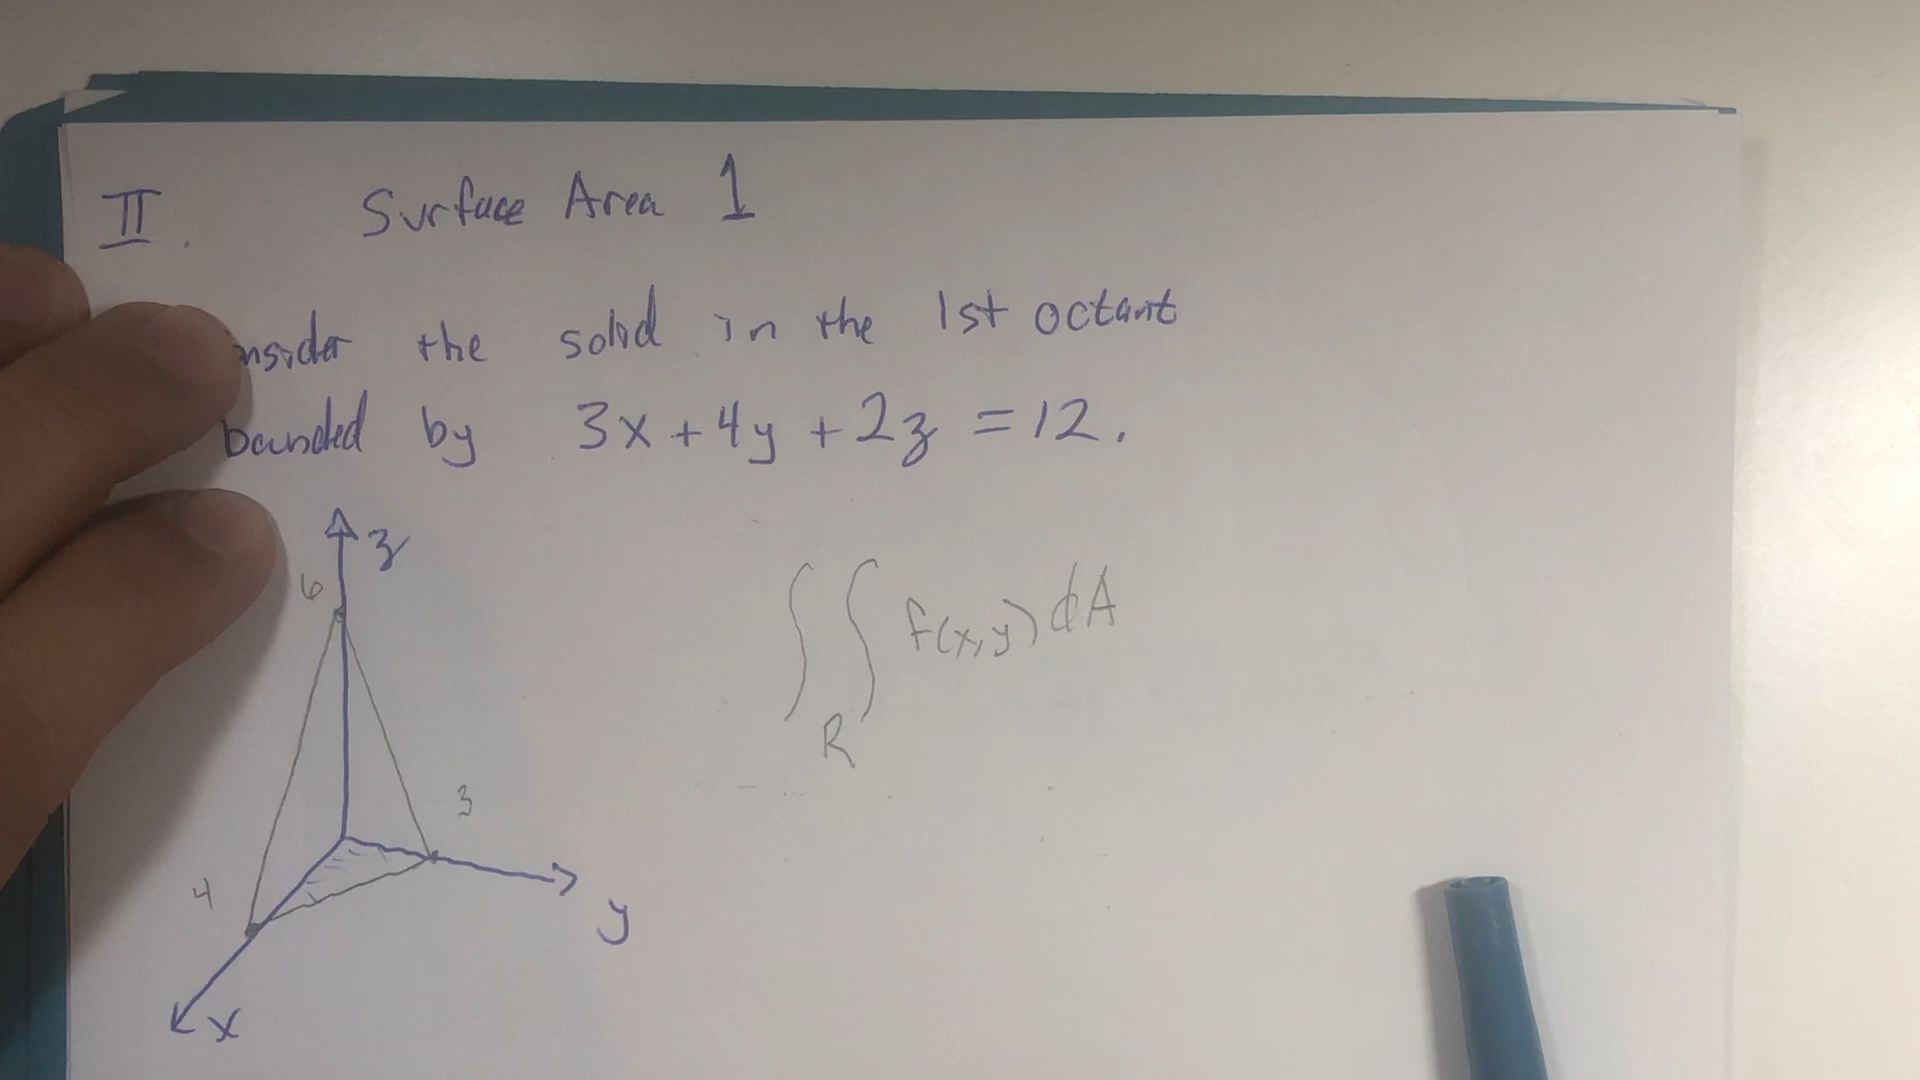 II. Surface Area 1
the solid in the 1st octant
bounded by 3x + 4y + 2z = 12.
z
6
∫∫ f(x,y) dA
R
3
4
y
x